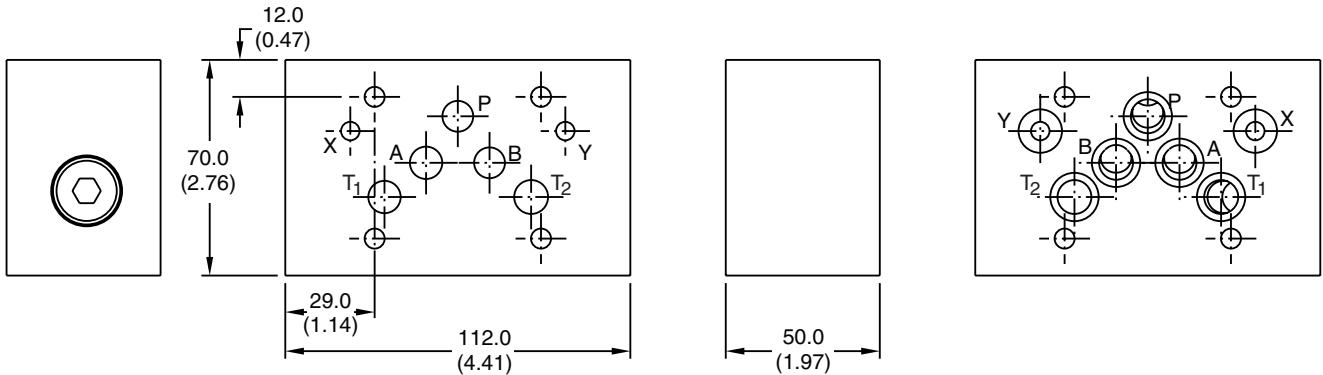 12.0
(0.47)
70.0
(2.76)
X
P
A
B
Y
T1
T2
29.0
(1.14)
112.0
(4.41)
50.0
(1.97)
Y
P
X
B
A
T2
T1